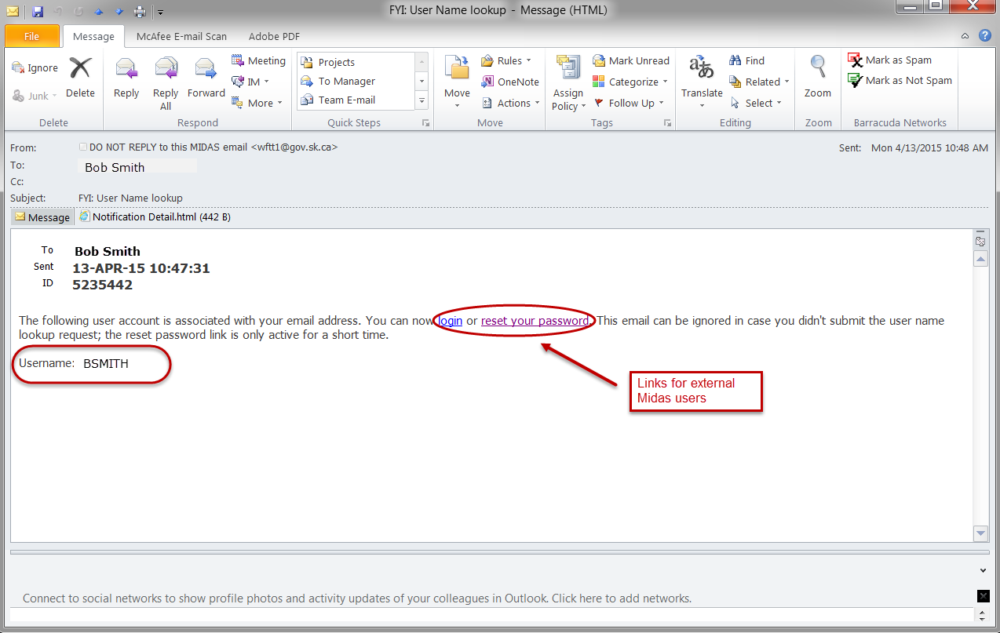 FYI: User Name lookup - Message (HTML)
File Message McAfee E-mail Scan Adobe PDF
Ignore
Junk
Delete
Delete
Reply
Reply All
Forward
Meeting
IM
More
Respond
Projects
To Manager
Team E-mail
Quick Steps
Move
Rules
OneNote
Actions
Move
Assign Policy
Mark Unread
Categorize
Follow Up
Tags
Translate
Find
Related
Select
Editing
Zoom
Zoom
Mark as Spam
Mark as Not Spam
Barracuda Networks
From: DO NOT REPLY to this MIDAS email <wftt1@gov.sk.ca> Sent: Mon 4/13/2015 10:48 AM
To: Bob Smith
Cc:
Subject: FYI: User Name lookup
Message Notification Detail.html (442 B)
To Bob Smith
Sent 13-APR-15 10:47:31
ID 5235442
The following user account is associated with your email address. You can now login or reset your password. This email can be ignored in case you didn't submit the user name
lookup request; the reset password link is only active for a short time.
Username: BSMITH
Links for external
Midas users
Connect to social networks to show profile photos and activity updates of your colleagues in Outlook. Click here to add networks.